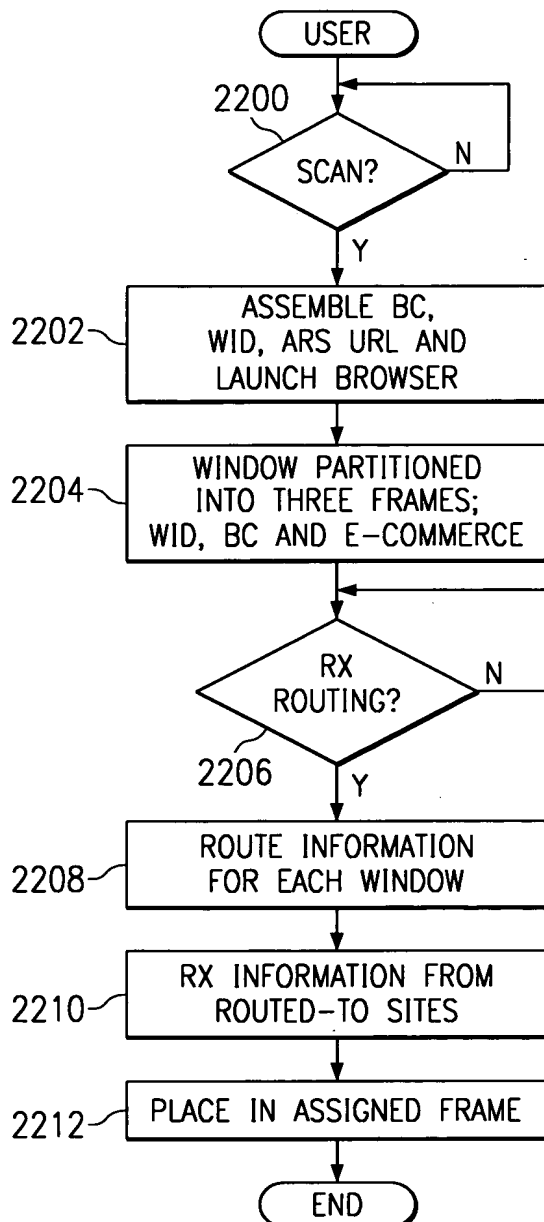 USER
2200
SCAN?
N
Y
2202
ASSEMBLE BC,
WID, ARS URL AND
LAUNCH BROWSER
2204
WINDOW PARTITIONED
INTO THREE FRAMES;
WID, BC AND E-COMMERCE
RX
ROUTING?
N
2206
Y
2208
ROUTE INFORMATION
FOR EACH WINDOW
2210
RX INFORMATION FROM
ROUTED-TO SITES
2212
PLACE IN ASSIGNED FRAME
END